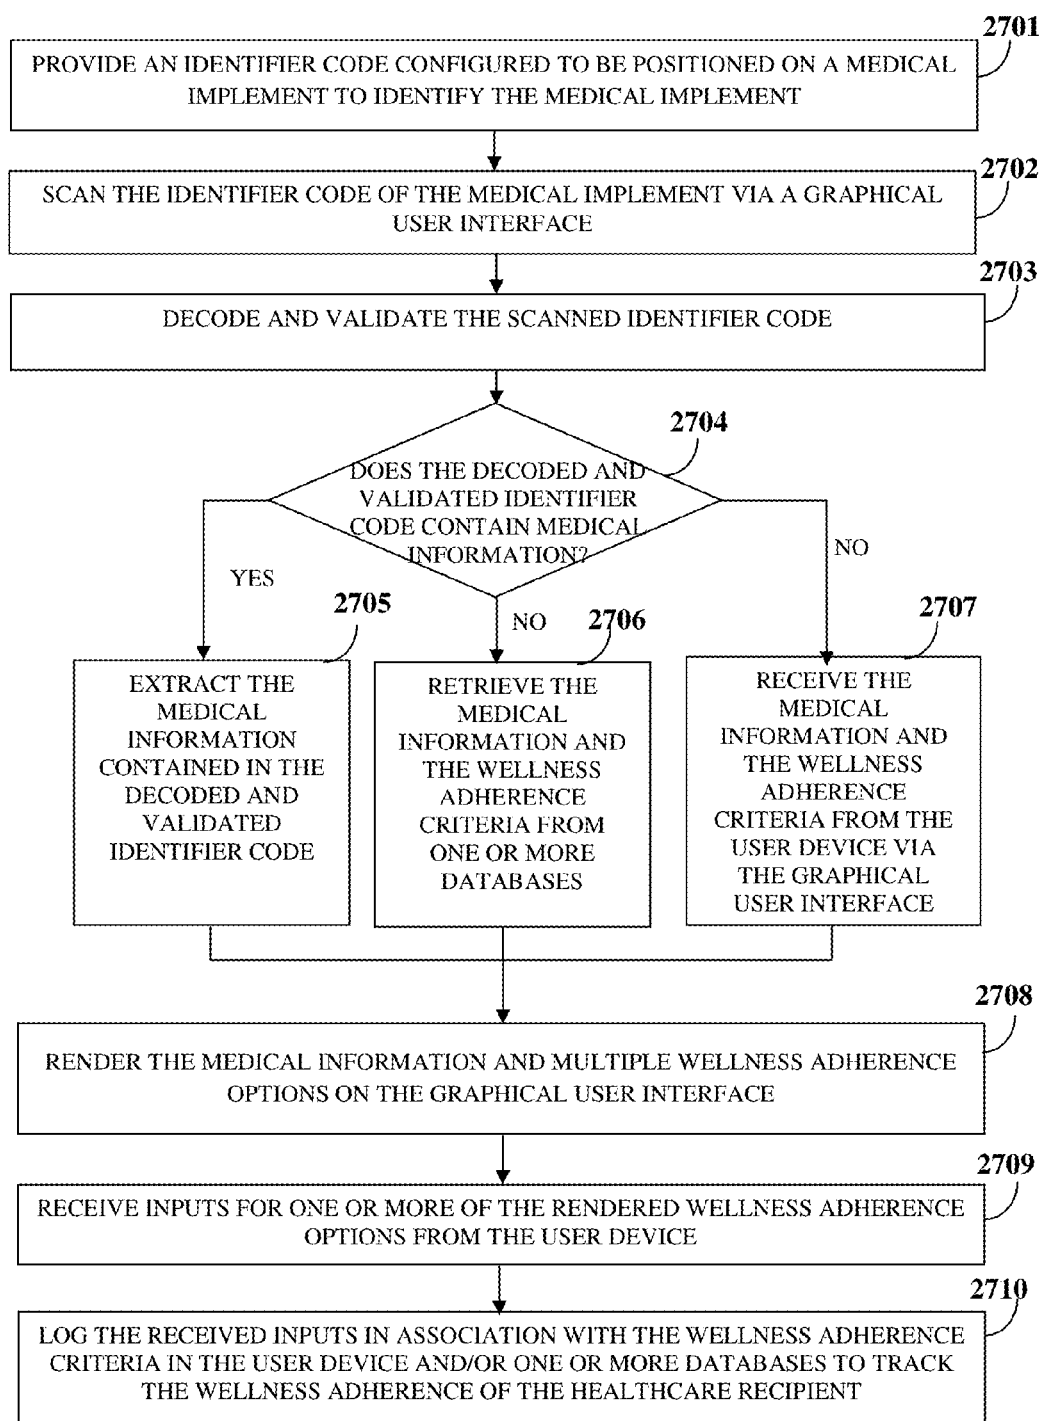 2701
PROVIDE AN IDENTIFIER CODE CONFIGURED TO BE POSITIONED ON A MEDICAL
IMPLEMENT TO IDENTIFY THE MEDICAL IMPLEMENT
2702
SCAN THE IDENTIFIER CODE OF THE MEDICAL IMPLEMENT VIA A GRAPHICAL
USER INTERFACE
2703
DECODE AND VALIDATE THE SCANNED IDENTIFIER CODE
2704
DOES THE DECODED AND
VALIDATED IDENTIFIER
CODE CONTAIN MEDICAL
INFORMATION?
YES
NO
NO
2705
EXTRACT THE
MEDICAL
INFORMATION
CONTAINED IN THE
DECODED AND
VALIDATED
IDENTIFIER CODE
2706
RETRIEVE THE
MEDICAL
INFORMATION AND
THE WELLNESS
ADHERENCE
CRITERIA FROM
ONE OR MORE
DATABASES
2707
RECEIVE THE
MEDICAL
INFORMATION AND
THE WELLNESS
ADHERENCE
CRITERIA FROM THE
USER DEVICE VIA
THE GRAPHICAL
USER INTERFACE
2708
RENDER THE MEDICAL INFORMATION AND MULTIPLE WELLNESS ADHERENCE
OPTIONS ON THE GRAPHICAL USER INTERFACE
2709
RECEIVE INPUTS FOR ONE OR MORE OF THE RENDERED WELLNESS ADHERENCE
OPTIONS FROM THE USER DEVICE
2710
LOG THE RECEIVED INPUTS IN ASSOCIATION WITH THE WELLNESS ADHERENCE
CRITERIA IN THE USER DEVICE AND/OR ONE OR MORE DATABASES TO TRACK
THE WELLNESS ADHERENCE OF THE HEALTHCARE RECIPIENT